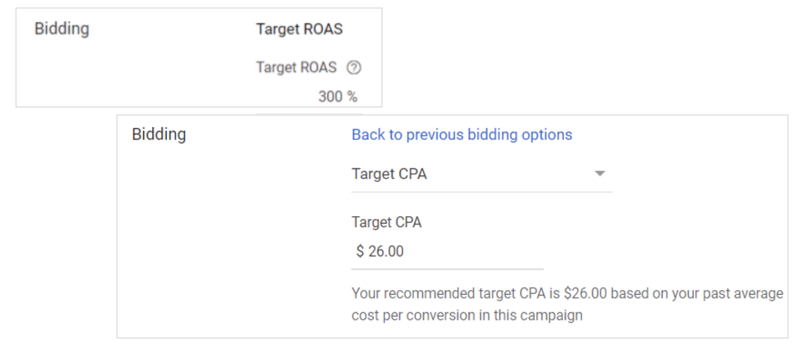 Bidding
Target ROAS
Target ROAS ?
300 %
Bidding
Back to previous bidding options
Target CPA
Target CPA
$ 26.00
Your recommended target CPA is $26.00 based on your past average
cost per conversion in this campaign